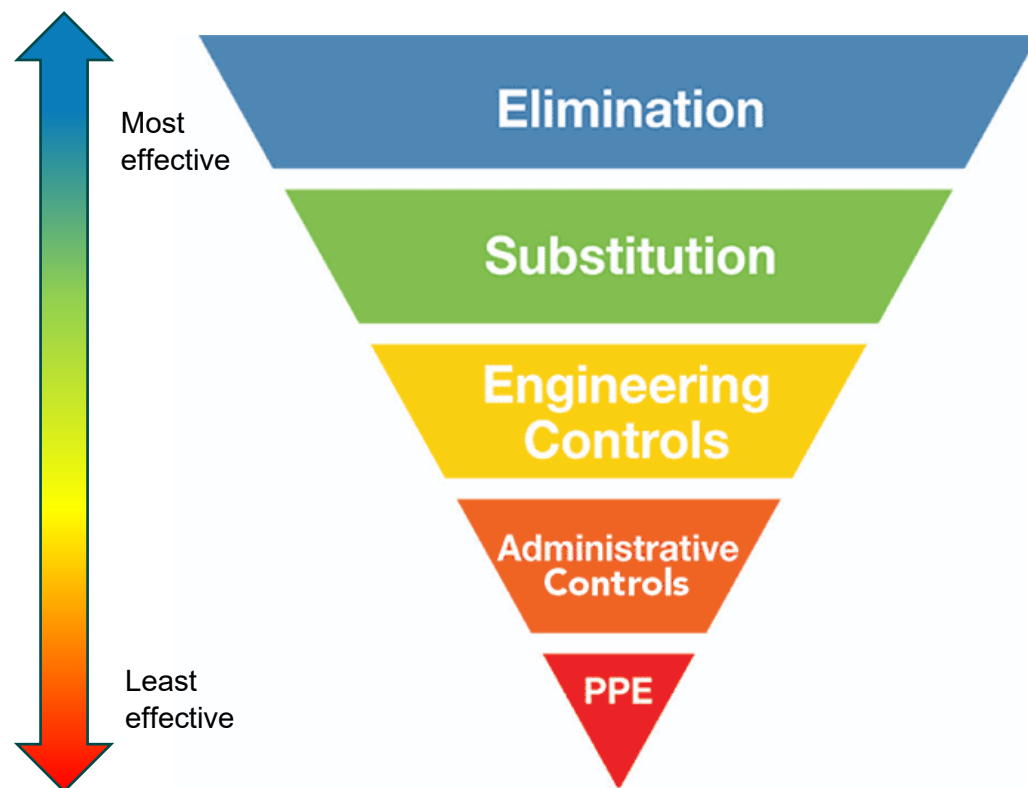 Most
effective
Elimination
Substitution
Engineering
Controls
Administrative
Controls
PPE
Least
effective